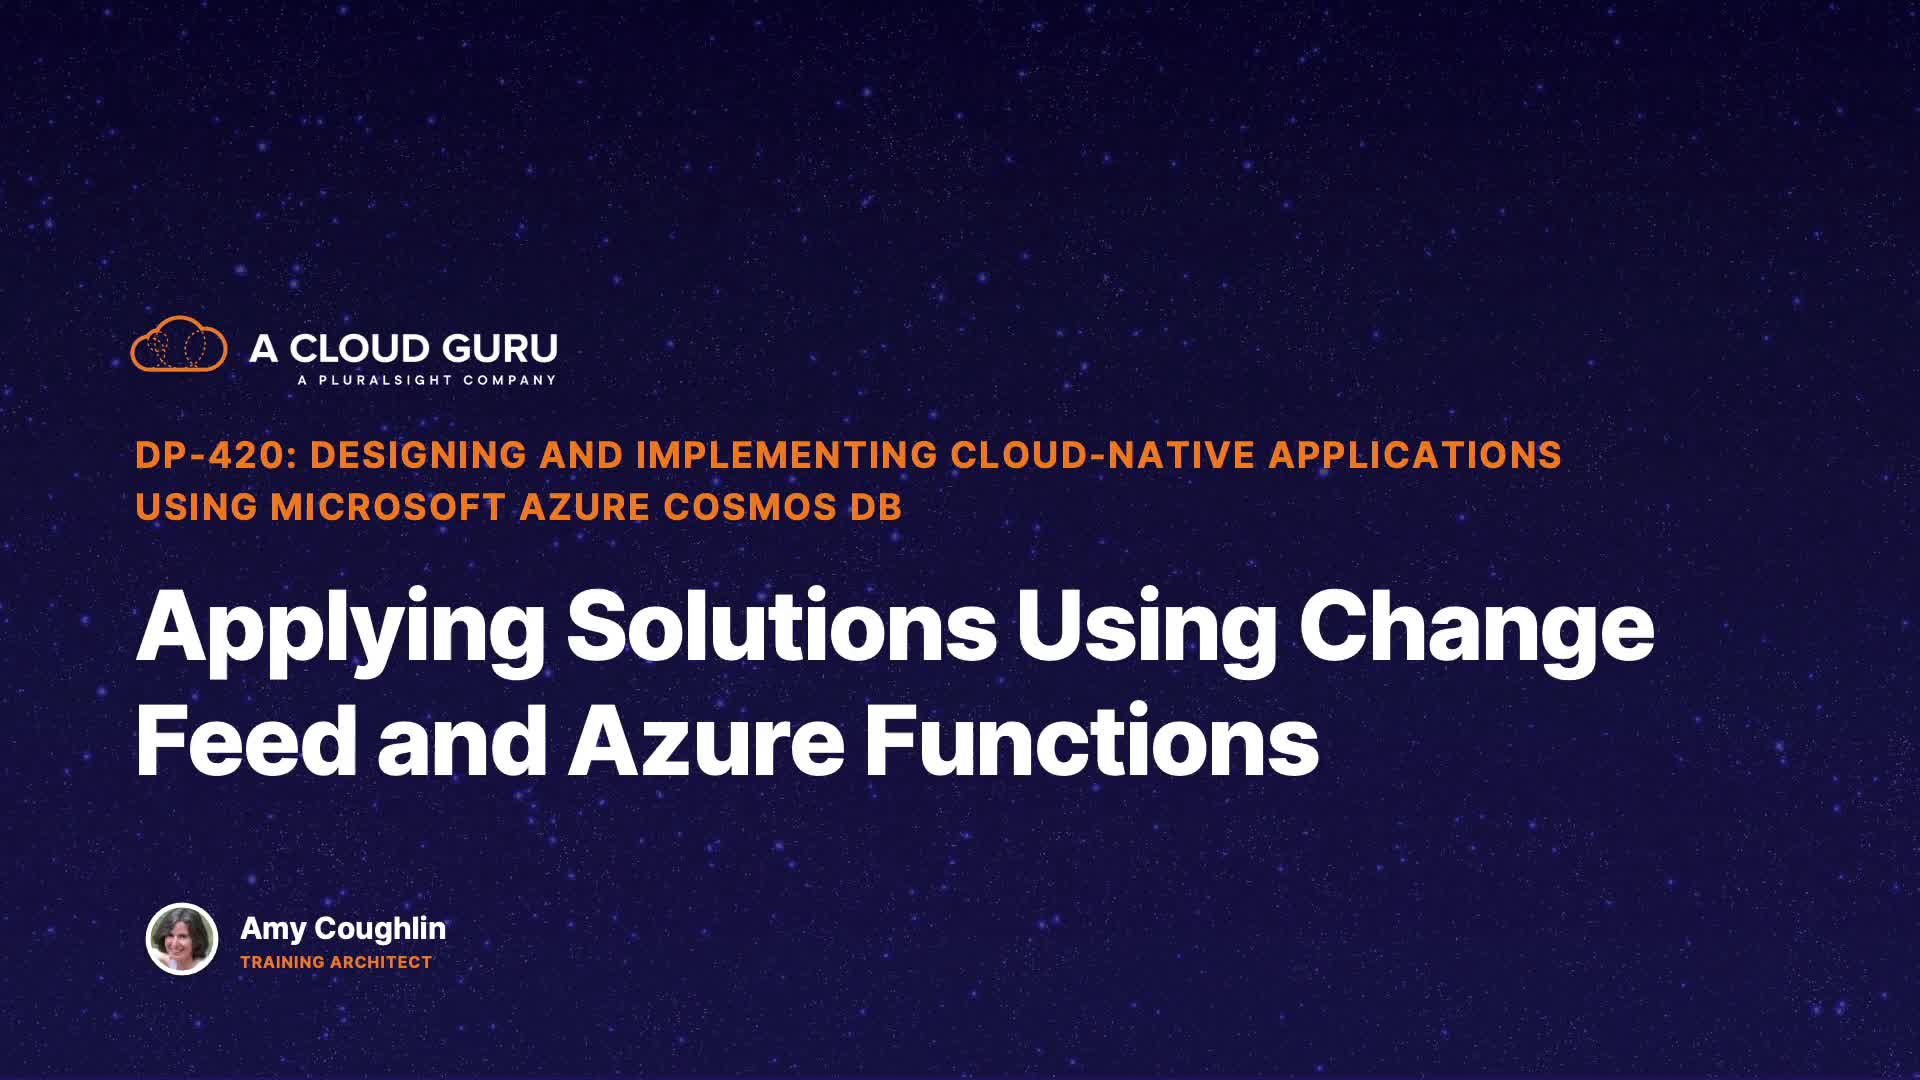 A CLOUD GURU
A PLURALSIGHT COMPANY
DP-420: DESIGNING AND IMPLEMENTING CLOUD-NATIVE APPLICATIONS
USING MICROSOFT AZURE COSMOS DB
Applying Solutions Using Change
Feed and Azure Functions
Amy Coughlin
TRAINING ARCHITECT